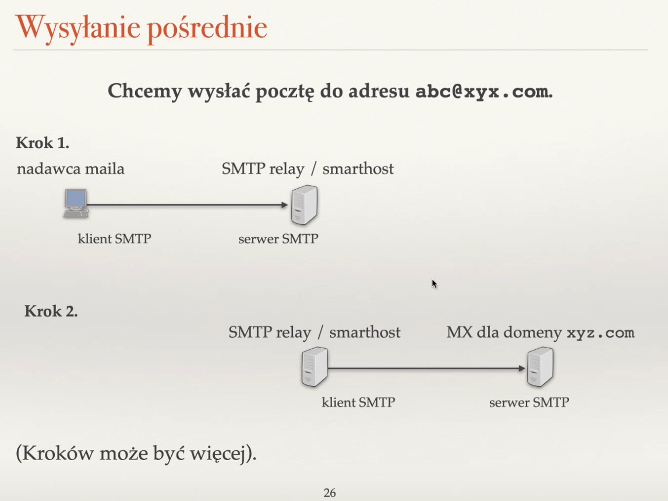 Wysyłanie pośrednie
Chcemy wysłać pocztę do adresu abc@xyx.com.
Krok 1.
nadawca maila SMTP relay / smarthost
klient SMTP serwer SMTP
Krok 2.
SMTP relay / smarthost MX dla domeny xyz.com
klient SMTP serwer SMTP
(Kroków może być więcej).
26